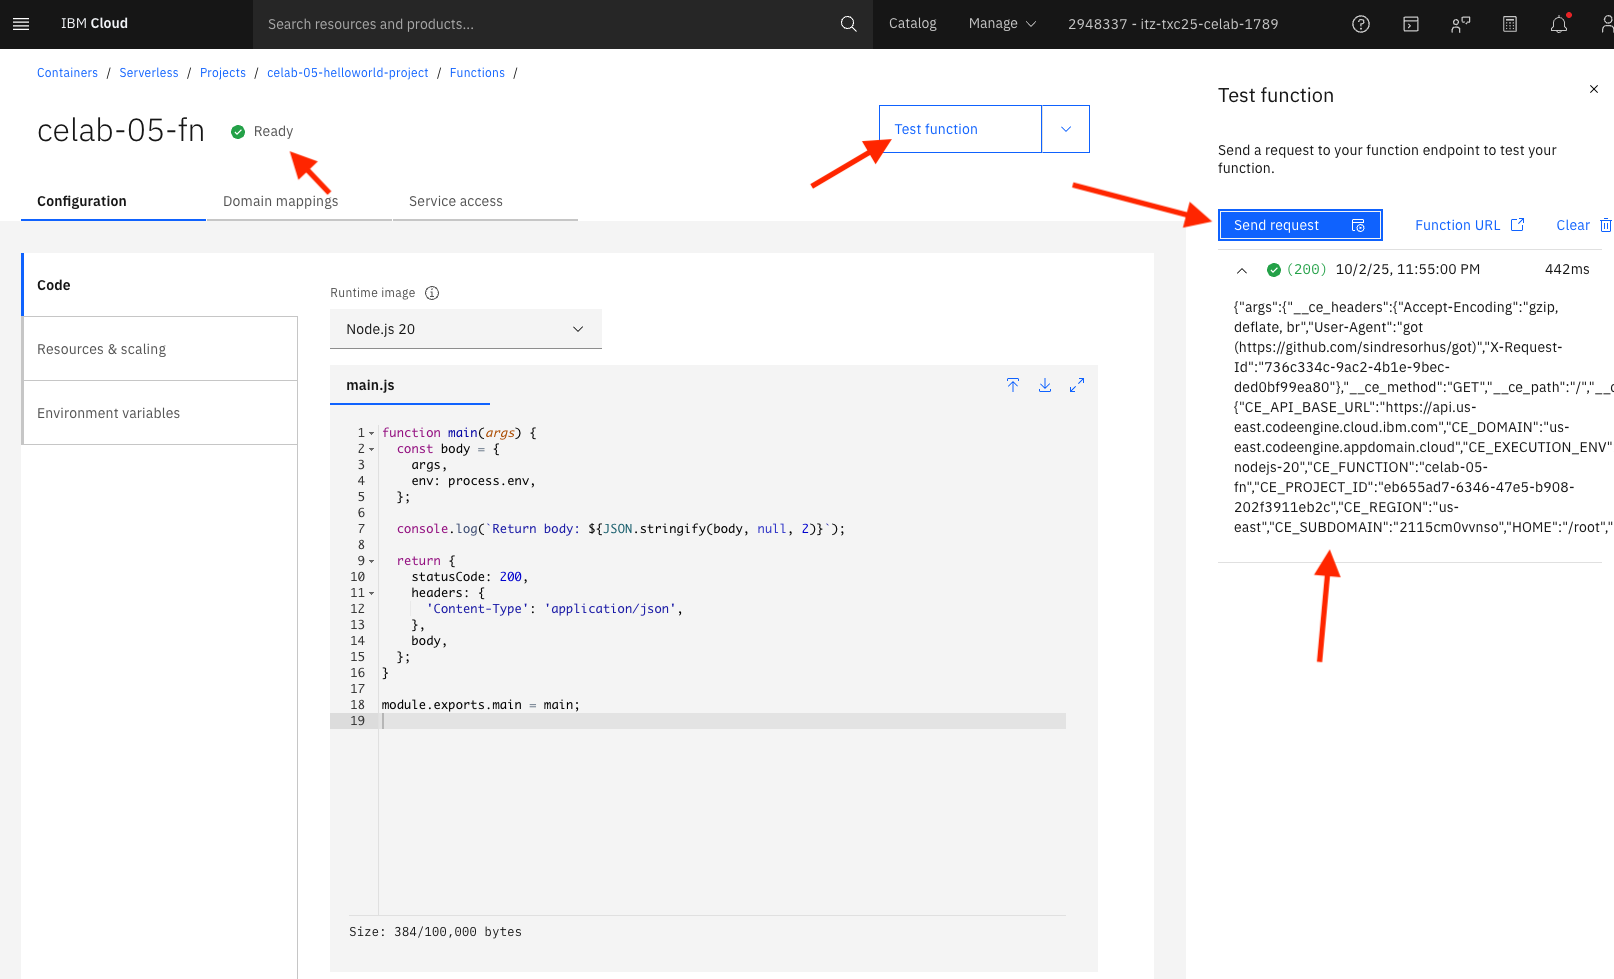 IBM Cloud
Search resources and products...
Catalog
Manage
2948337 - itz-txc25-celab-1789
Containers / Serverless / Projects / celab-05-helloworld-project / Functions /
celab-05-fn
Ready
Test function
Configuration
Domain mappings
Service access
Code
Resources & scaling
Environment variables
Runtime image
Node.js 20
main.js
1 function main(args) {
2 const body = {
3 args,
4 env: process.env,
5 };
6
7 console.log(`Return body: ${JSON.stringify(body, null, 2)}`);
8
9 return {
10 statusCode: 200,
11 headers: {
12 'Content-Type': 'application/json',
13 },
14 body,
15 };
16 }
17
18 module.exports.main = main;
19
Size: 384/100,000 bytes
Test function
Send a request to your function endpoint to test your
function.
Send request
Function URL
Clear
(200) 10/2/25, 11:55:00 PM 442ms
{"args":{"__ce_headers":{"Accept-Encoding":"gzip,
deflate, br","User-Agent":"got
(https://github.com/sindresorhus/got)","X-Request-
Id":"736c334c-9ac2-4b1e-9bec-
ded0bf99ea80"},"__ce_method":"GET","__ce_path":"/","__c
{"CE_API_BASE_URL":"https://api.us-
east.codeengine.cloud.ibm.com","CE_DOMAIN":"us-
east.codeengine.appdomain.cloud","CE_EXECUTION_ENV"
nodejs-20","CE_FUNCTION":"celab-05-
fn","CE_PROJECT_ID":"eb655ad7-6346-47e5-b908-
202f3911eb2c","CE_REGION":"us-
east","CE_SUBDOMAIN":"2115cm0vvnso","HOME":"/root","